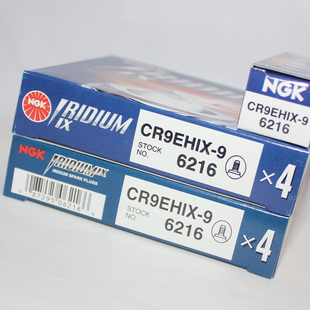 NGK
CR9EHIX-9
6216
NGK
IRIDIUM
IX
CR9EHIX-9
STOCK
NO.
6216
×4
NGK
IRIDIUM IX
IRIDIUM SPARK PLUGS
CR9EHIX-9
STOCK
NO.
6216
×4